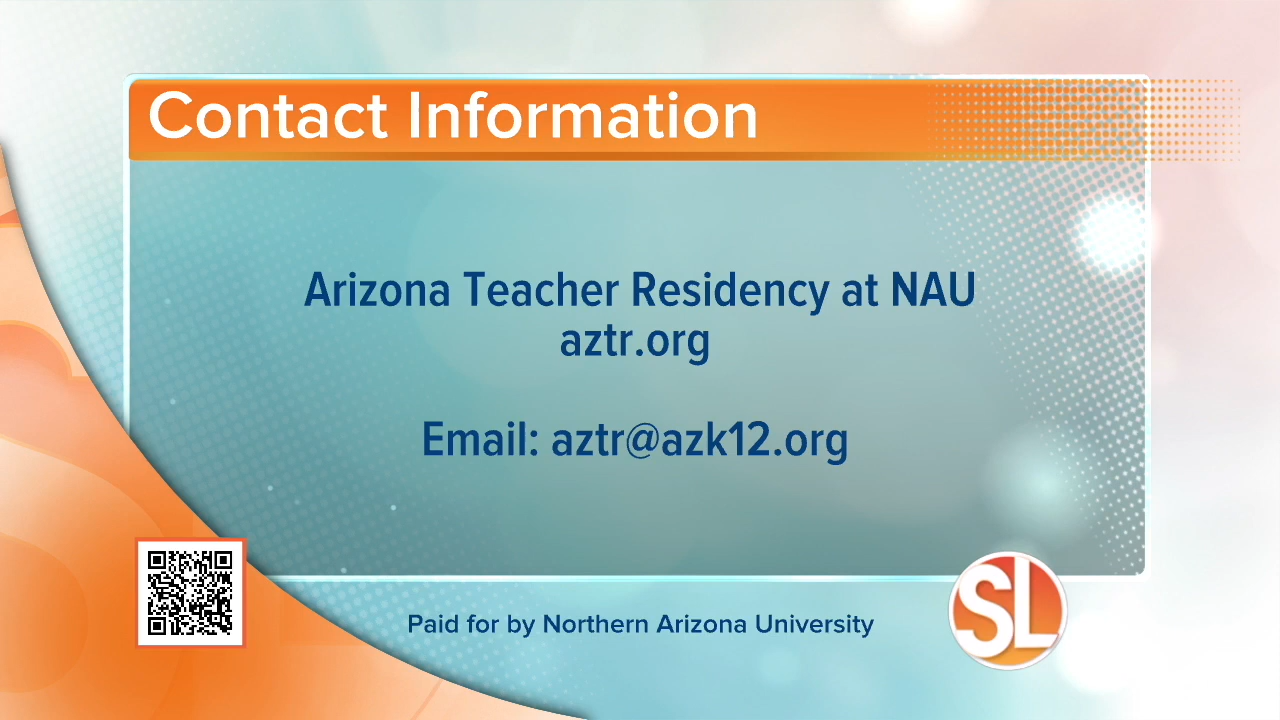 Contact Information
Arizona Teacher Residency at NAU
aztr.org
Email: aztr@azk12.org
Paid for by Northern Arizona University
SL